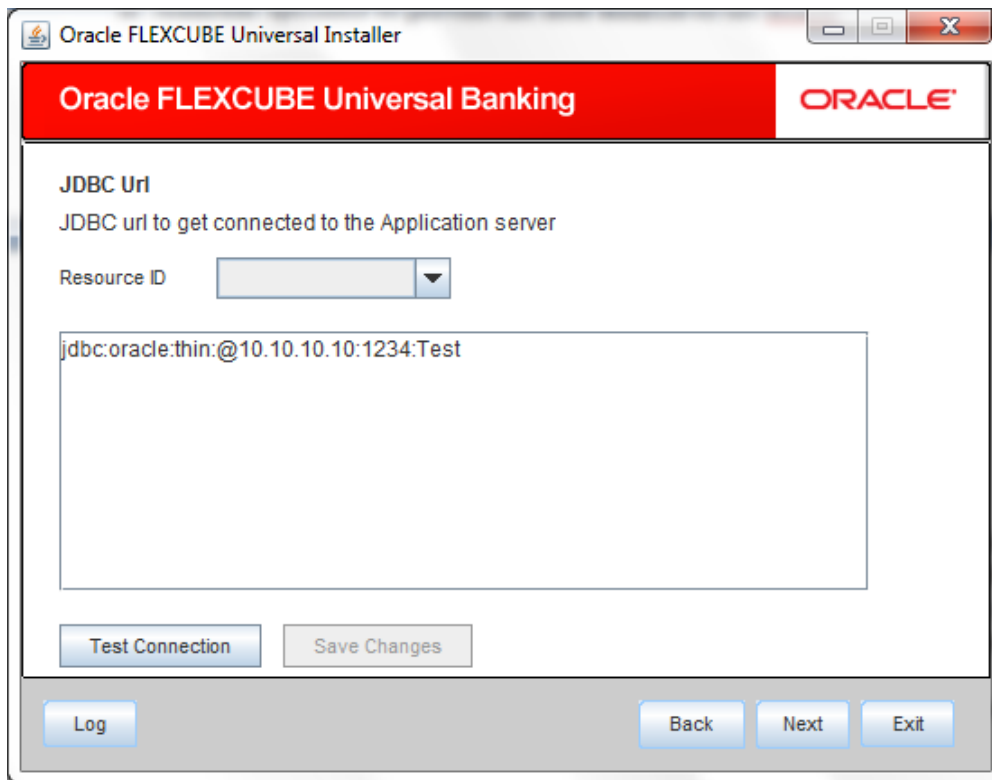 Oracle FLEXCUBE Universal Installer
Oracle FLEXCUBE Universal Banking
ORACLE
JDBC Url
JDBC url to get connected to the Application server
Resource ID
jdbc:oracle:thin:@10.10.10.10:1234:Test
Test Connection Save Changes
Log Back Next Exit